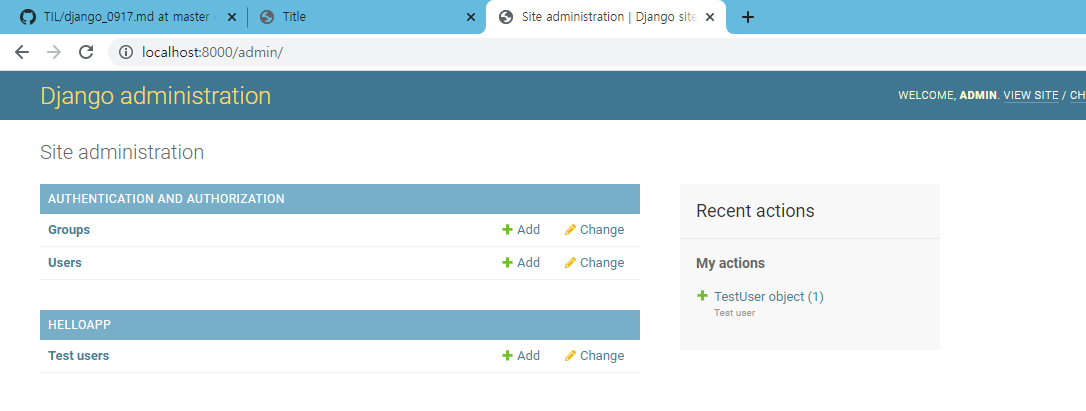 TIL/django_0917.md at master
Title
Site administration | Django site
localhost:8000/admin/
Django administration
WELCOME, ADMIN. VIEW SITE / CH
Site administration
AUTHENTICATION AND AUTHORIZATION
Groups Add Change
Users Add Change
HELLOAPP
Test users Add Change
Recent actions
My actions
TestUser object (1)
Test user